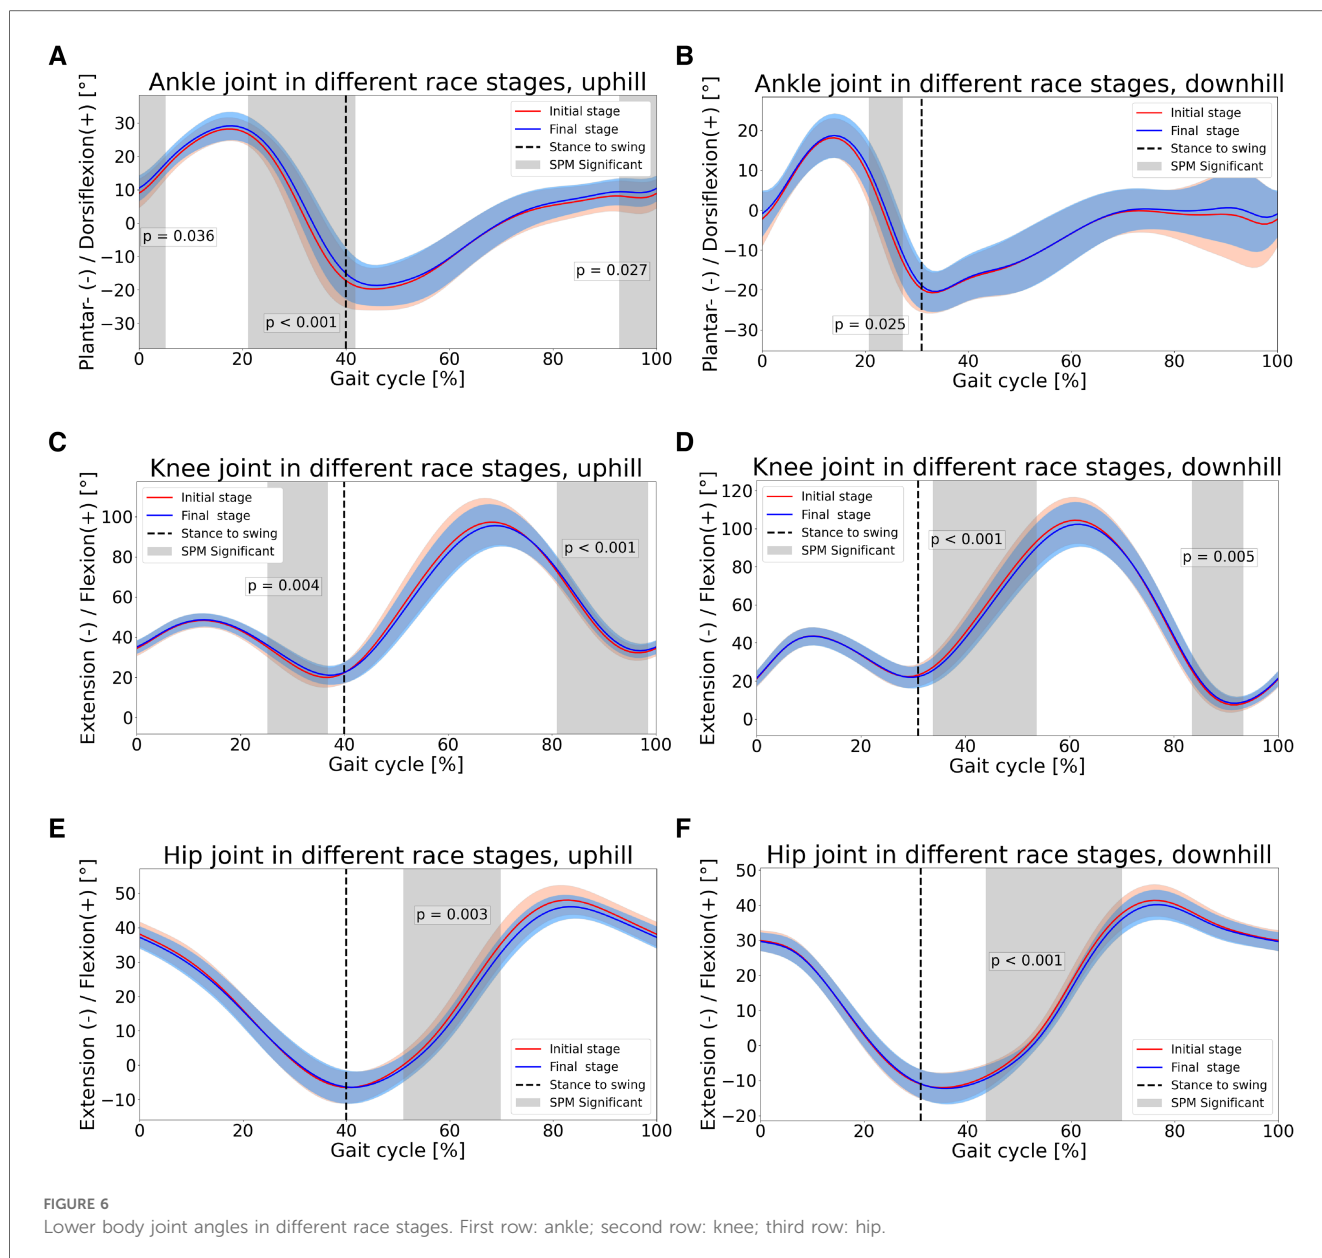 A
Ankle joint in different race stages, uphill
Plantar- (-) / Dorsiflexion(+) [°]
30
20
10
0
−10
−20
−30
Initial stage
Final stage
Stance to swing
SPM Significant
p = 0.036
p < 0.001
p = 0.027
0 20 40 60 80 100
Gait cycle [%]
B
Ankle joint in different race stages, downhill
Plantar- (-) / Dorsiflexion(+) [°]
20
10
0
−10
−20
−30
Initial stage
Final stage
Stance to swing
SPM Significant
p = 0.025
0 20 40 60 80 100
Gait cycle [%]
C
Knee joint in different race stages, uphill
Extension (-) / Flexion(+) [°]
100
80
60
40
20
0
Initial stage
Final stage
Stance to swing
SPM Significant
p = 0.004
p < 0.001
0 20 40 60 80 100
Gait cycle [%]
D
Knee joint in different race stages, downhill
Extension (-) / Flexion(+) [°]
120
100
80
60
40
20
0
Initial stage
Final stage
Stance to swing
SPM Significant
p < 0.001
p = 0.005
0 20 40 60 80 100
Gait cycle [%]
E
Hip joint in different race stages, uphill
Extension (-) / Flexion(+) [°]
50
40
30
20
10
0
−10
p = 0.003
Initial stage
Final stage
Stance to swing
SPM Significant
0 20 40 60 80 100
Gait cycle [%]
F
Hip joint in different race stages, downhill
Extension (-) / Flexion(+) [°]
50
40
30
20
10
0
−10
−20
p < 0.001
Initial stage
Final stage
Stance to swing
SPM Significant
0 20 40 60 80 100
Gait cycle [%]
FIGURE 6
Lower body joint angles in different race stages. First row: ankle; second row: knee; third row: hip.